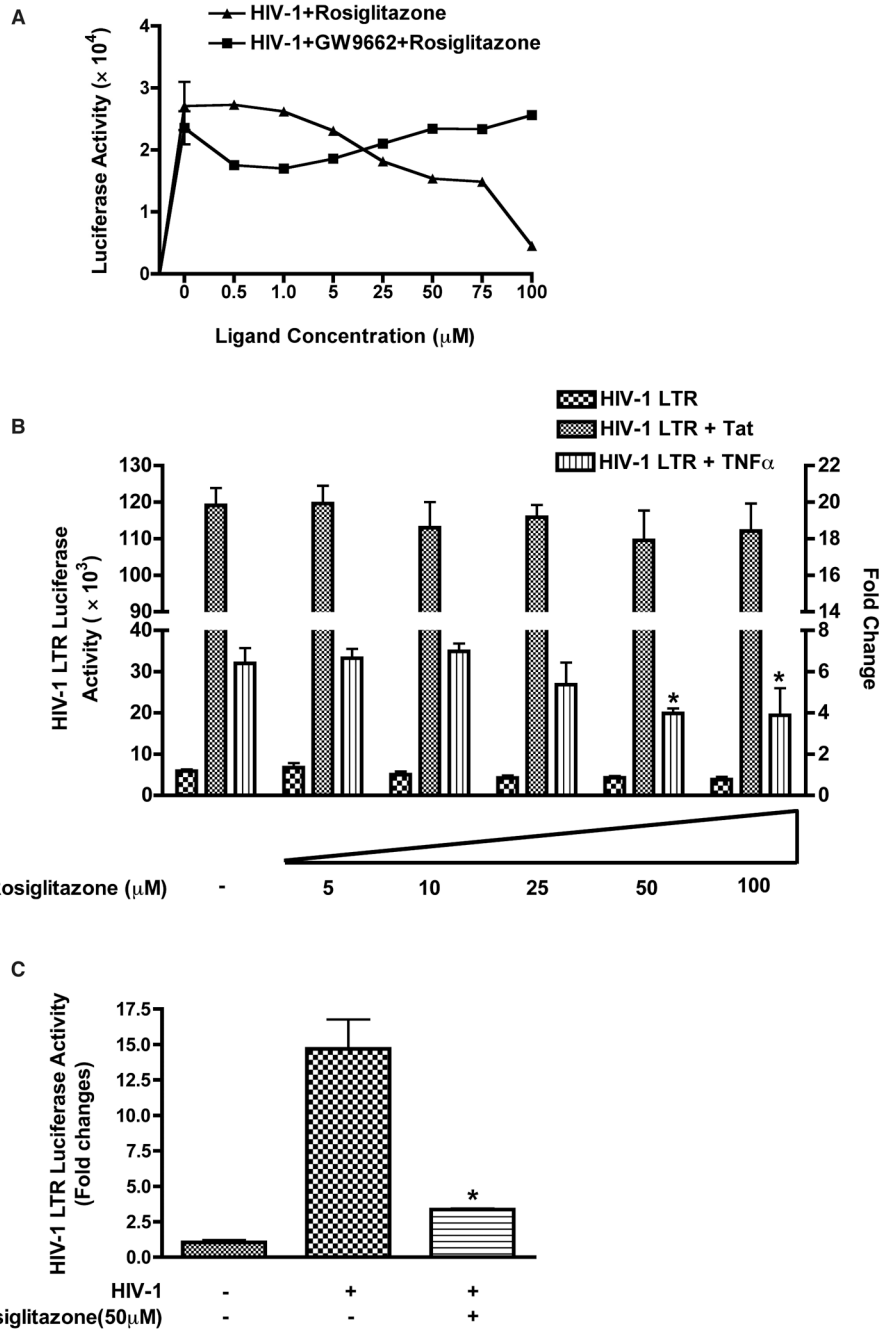 A
HIV-1+Rosiglitazone
HIV-1+GW9662+Rosiglitazone
Luciferase Activity (× 10⁴)
4
3
2
1
0
0 0.5 1.0 5 25 50 75 100
Ligand Concentration (μM)
B
HIV-1 LTR
HIV-1 LTR + Tat
HIV-1 LTR + TNFα
HIV-1 LTR Luciferase
Activity ( × 10³)
130
120
110
100
90
40
30
20
10
0
22
20
18
16
14
8
6
4
2
0
Fold Change
* *
osiglitazone (μM) - 5 10 25 50 100
C
HIV-1 LTR Luciferase Activity
(Fold changes)
17.5
15.0
12.5
10.0
7.5
5.0
2.5
0.0
*
HIV-1 - + +
siglitazone(50μM) - - +